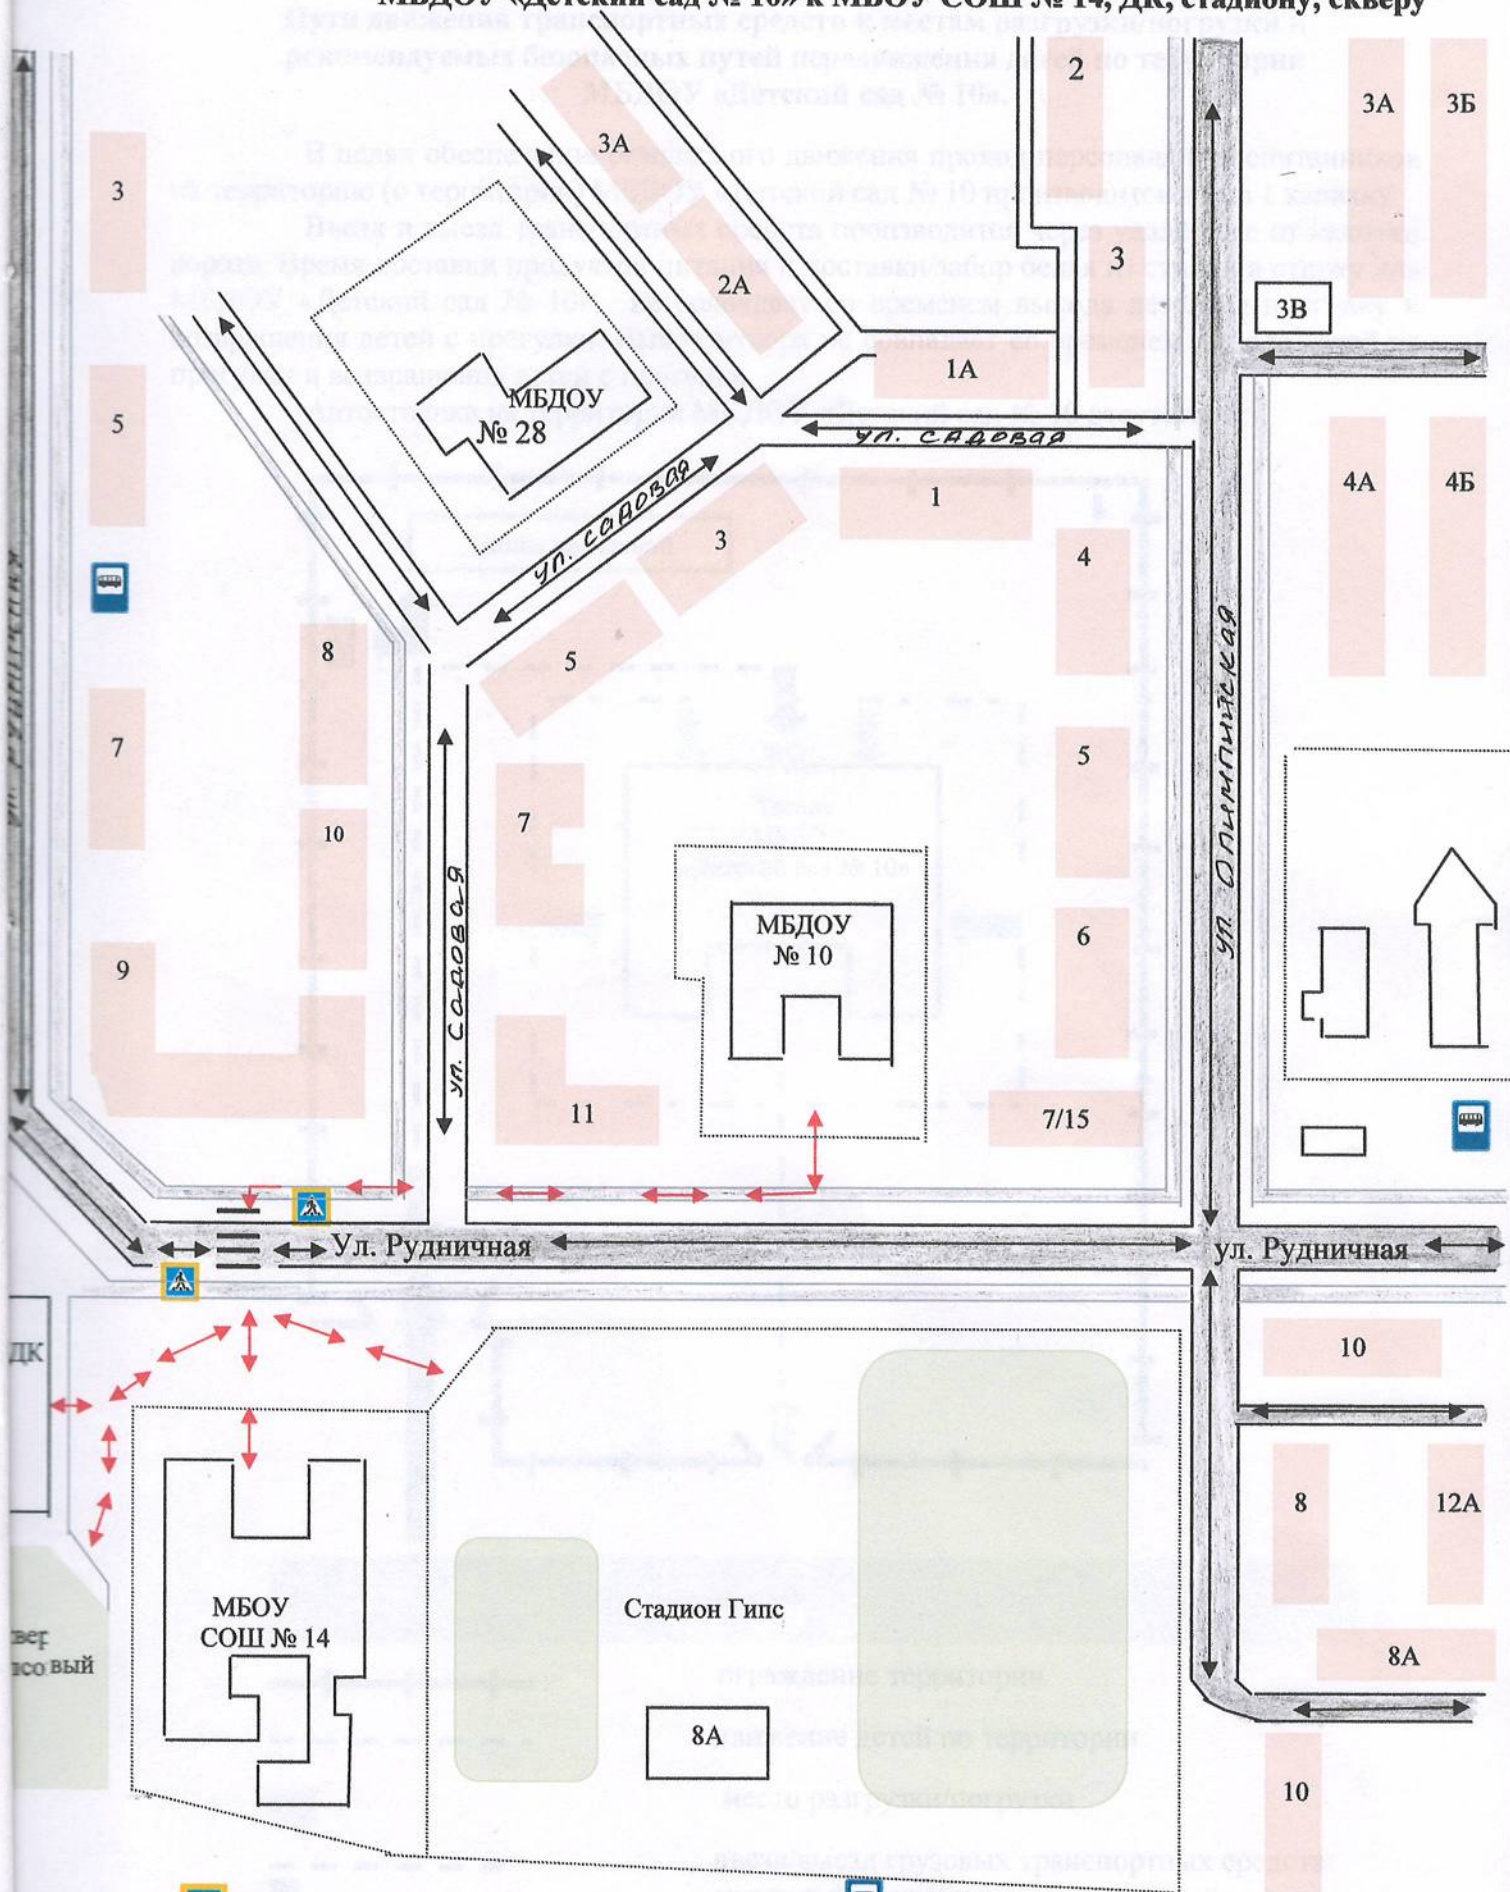 МБДОУ «Детский сад № 10» к МБОУ СОШ № 14, ДК, стадиону, скверу
2
3А
3Б
3А
3
2А
3
3В
1А
МБДОУ
№ 28
ул. САДОВАЯ
5
4А
4Б
1
ул. САДОВАЯ
3
4
8
5
ул. Олимпийская
7
5
7
10
МБДОУ
№ 10
6
9
ул. САДОВАЯ
11
7/15
Ул. Рудничная
ул. Рудничная
ДК
10
8
12А
МБОУ
СОШ № 14
Стадион Гипс
8А
8А
10